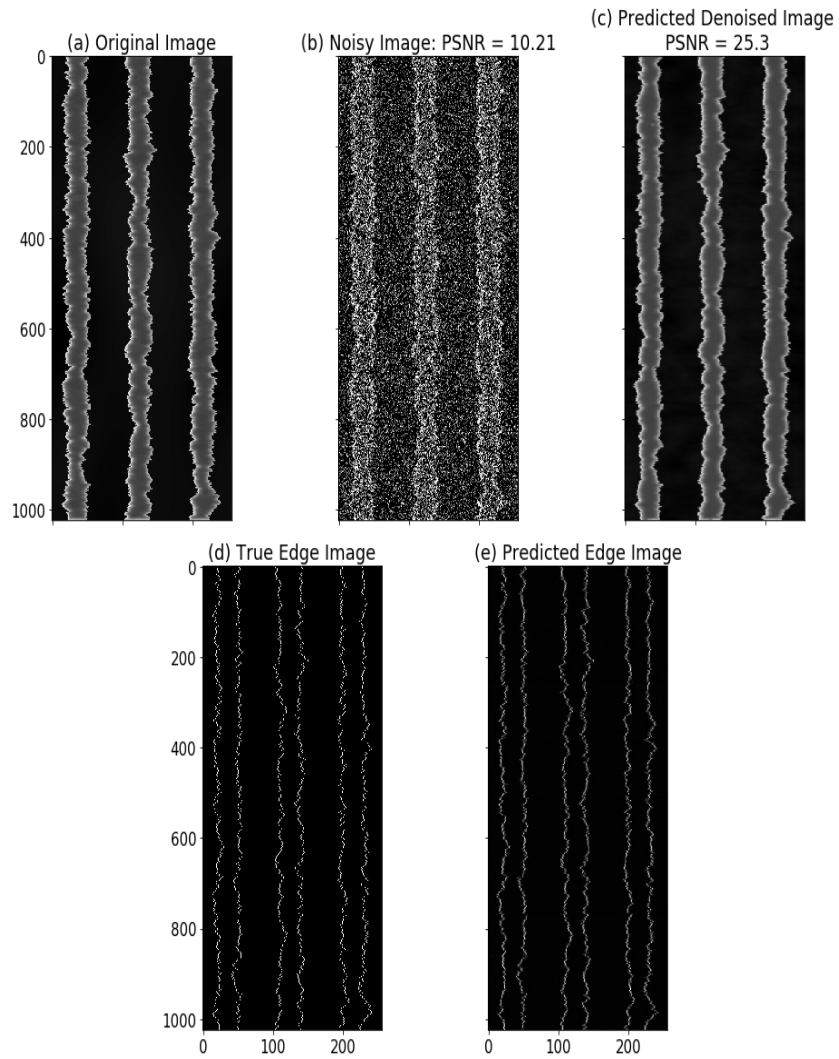 (a) Original Image
(b) Noisy Image: PSNR = 10.21
(c) Predicted Denoised Image
PSNR = 25.3
0
200
400
600
800
1000
(d) True Edge Image
(e) Predicted Edge Image
0
200
400
600
800
1000
0 100 200
0 100 200